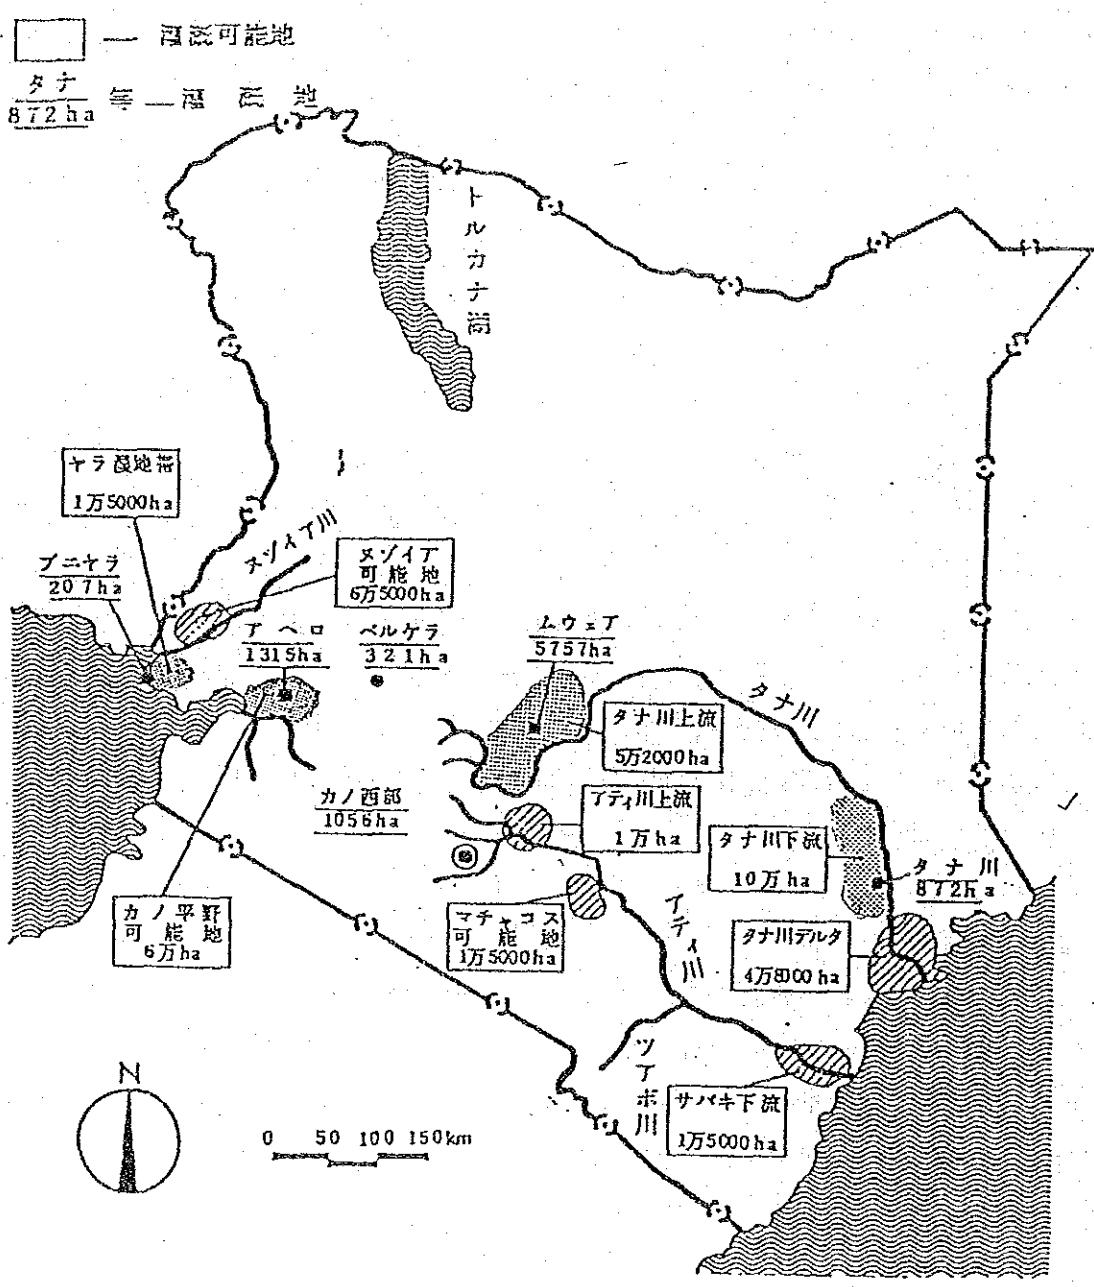 — 灌漑可能地
タナ
872ha
等 — 灌漑地
トルカナ湖
ヤラ湿地帯
1万5000ha
ヌゾイア川
ブニヤラ
207ha
ヌゾイア
可能地
6万5000ha
アヘロ
1315ha
ペルケラ
321ha
ムウェア
5757ha
タナ川
タナ川上流
5万2000ha
カノ西部
1056ha
アティ川上流
1万ha
タナ川下流
10万ha
タナ川
872ha
カノ平野
可能地
6万ha
マチャコス
可能地
1万5000ha
アティ川
タナ川デルタ
4万8000ha
ツアボ川
サバキ下流
1万5000ha
N
0 50 100 150km